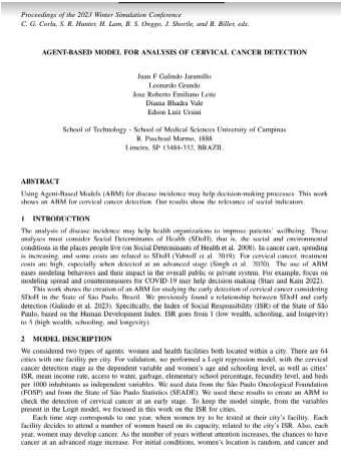 Proceedings of the 2023 Winter Simulation Conference
C. G. Corlu, S. R. Hunter, H. Lam, B. S. Onggo, J. Shortle, and B. Biller, eds.
AGENT-BASED MODEL FOR ANALYSIS OF CERVICAL CANCER DETECTION
Juan F Galindo Jaramillo
Leonardo Grando
Jose Roberto Emiliano Leite
Diama Bhadra Vale
Edson Luiz Ursini
School of Technology - School of Medical Sciences University of Campinas
R. Paschoal Marmo, 1888
Limeira, SP 13484-332, BRAZIL
ABSTRACT
Using Agent-Based Models (ABM) for disease incidence may help decision-making processes. This work
shows an ABM for cervical cancer detection. Our results show the relevance of social indicators.
1 INTRODUCTION
The analysis of disease incidence may help health organizations to improve patients' wellbeing. These
analyses must consider Social Determinants of Health (SDoH), that is, the social and environmental
conditions in the places people live (on Social Determinants of Health et al. 2008). In cancer care, spending
is increasing, and some costs are related to SDoH (Yabroff et al. 2019). For cervical cancer, treatment
costs are high, especially when detected at an advanced stage (Singh et al. 2020). The use of ABM
eases modeling behaviors and their impact in the overall public or private system. For example, focus on
modeling spread and countermeasures for COVID-19 may help decision making (Harr and Kain 2022).
This work shows the creation of an ABM for studying the early detection of cervical cancer considering
SDoH in the State of São Paulo, Brazil. We previously found a relationship between SDoH and early
detection (Galindo et al. 2023). Specifically, the Index of Social Responsibility (ISR) of the State of São
Paulo, based on the Human Development Index. ISR goes from 1 (low wealth, schooling, and longevity)
to 5 (high wealth, schooling, and longevity).
2 MODEL DESCRIPTION
We considered two types of agents: women and health facilities both located within a city. There are 64
cities with one facility per city. For validation, we performed a Logit regression model, with the cervical
cancer detection stage as the dependent variable and women's age and schooling level, as well as cities'
ISR, mean income rate, access to water, garbage, elementary school percentage, fecundity level, and beds
per 1000 inhabitants as independent variables. We used data from the São Paulo Oncological Foundation
(FOSP) and from the State of São Paulo Statistics (SEADE). We used these results to create an ABM to
check the detection of cervical cancer at an early stage. To keep the model simple, from the variables
present in the Logit model, we focused in this work on the ISR for cities.
Each time step corresponds to one year, when women try to be tested at their city's facility. Each
facility decides to attend a number of women based on its capacity, related to the city's ISR. Also, each
year, women may develop cancer. As the number of years without attention increases, the chances to have
cancer at an advanced stage increase. For initial conditions, women's location is random, and cancer and